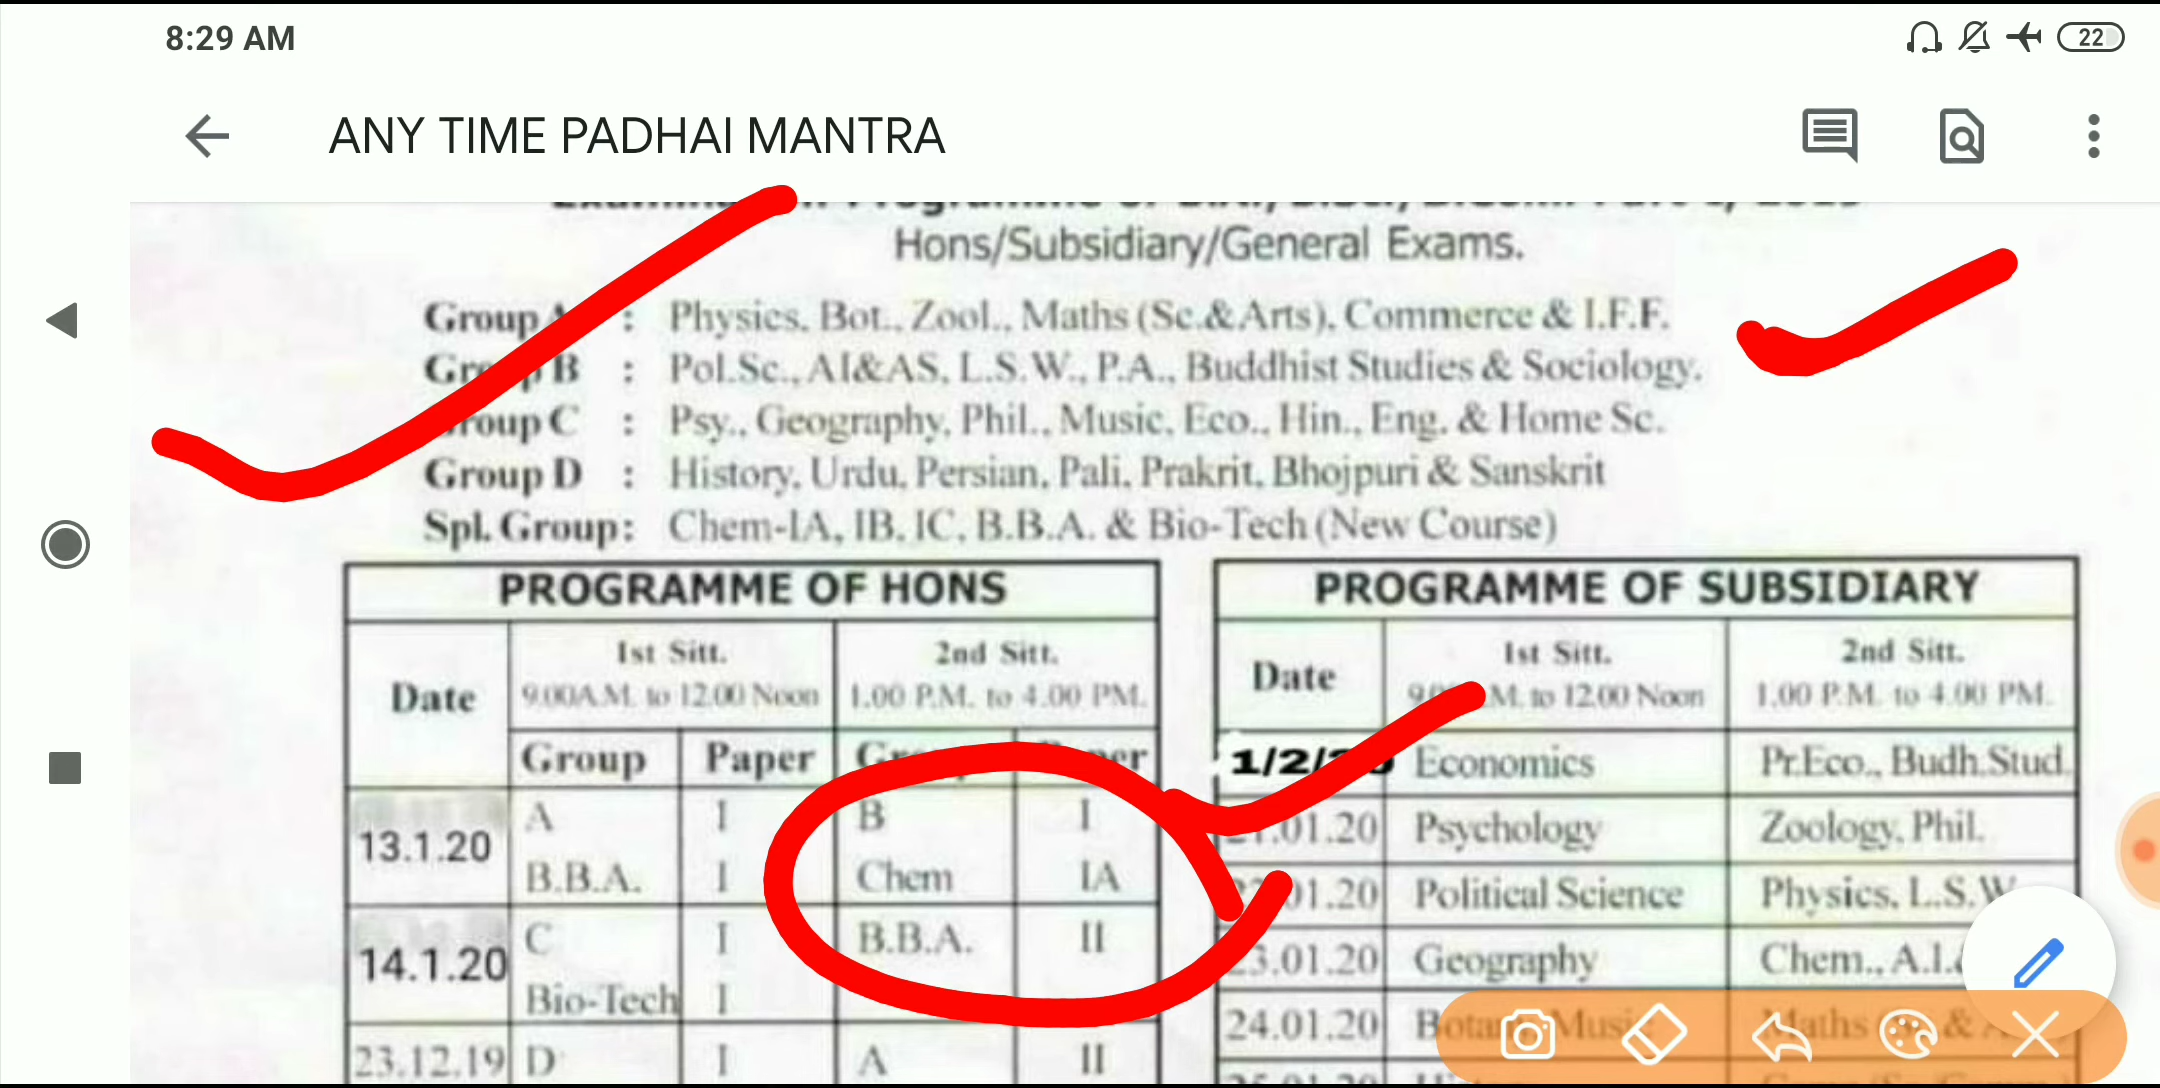 8:29 AM
22
ANY TIME PADHAI MANTRA
Hons/Subsidiary/General Exams.
Group : Physics, Bot., Zool., Maths (Sc.&Arts), Commerce & I.F.F.
B : Pol.Sc., AI&AS, L.S.W., P.A., Buddhist Studies & Sociology.
C : Psy., Geography, Phil., Music, Eco., Hin., Eng. & Home Sc.
Group D : History, Urdu, Persian, Pali, Prakrit, Bhojpuri & Sanskrit
Spl. Group: Chem-IA, IB, IC, B.B.A. & Bio-Tech (New Course)
PROGRAMME OF HONS
Date
1st Sitt.
9.00A.M. to 12.00 Noon
2nd Sitt.
1.00 P.M. to 4.00 PM.
Group Paper
13.1.20 A I B I
B.B.A. I Chem IA
14.1.20 C I B.B.A. II
Bio-Tech I
23.12.19 D I A II
PROGRAMME OF SUBSIDIARY
Date
1st Sitt.
to 12.00 Noon
2nd Sitt.
1.00 P.M. to 4.00 PM.
Economics Pr.Eco., Budh.Stud.
Psychology Zoology, Phil.
Political Science Physics, L.S.W
Geography Chem.,
24.01.20